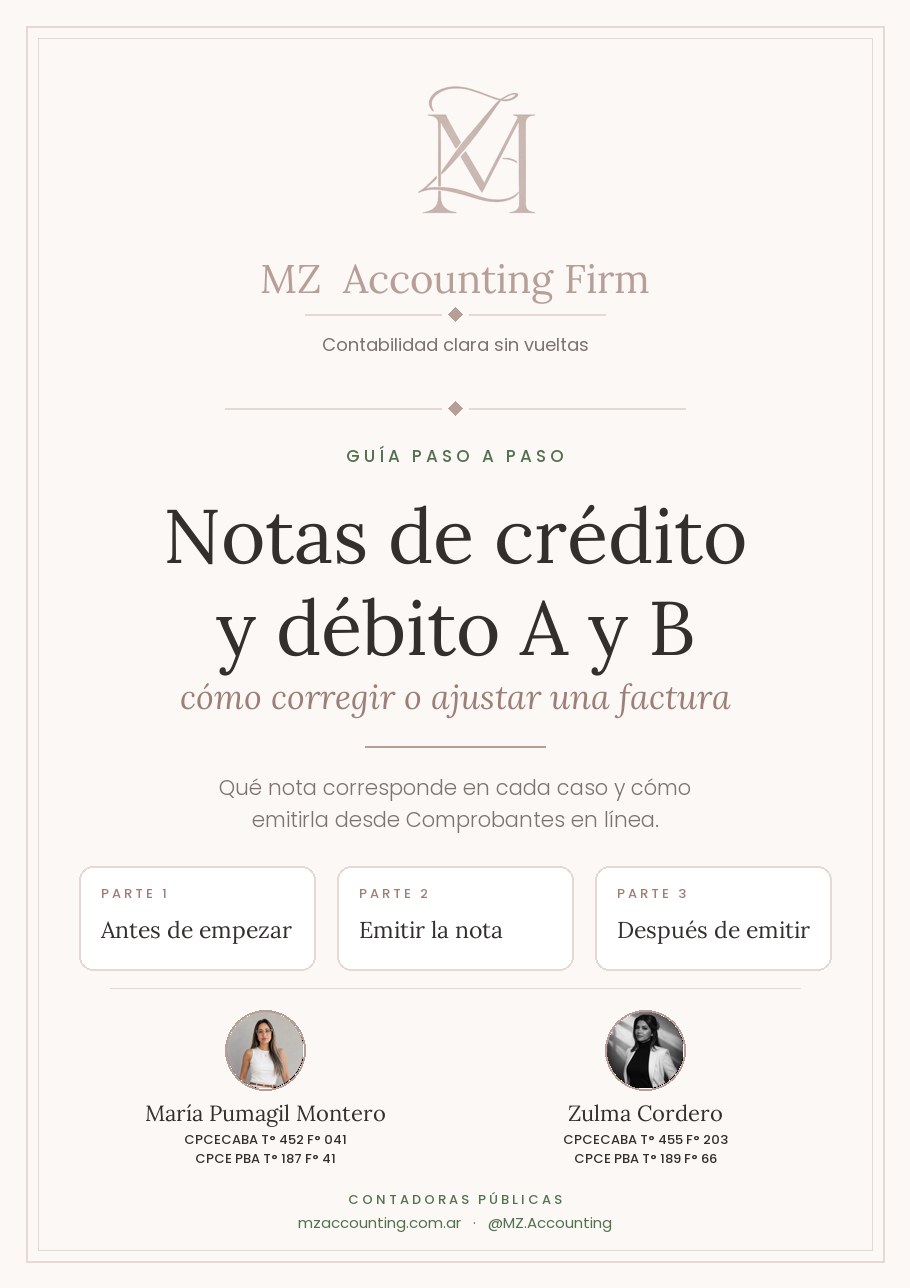 MZ Accounting Firm
Contabilidad clara sin vueltas
GUÍA PASO A PASO
Notas de crédito
y débito A y B
cómo corregir o ajustar una factura
Qué nota corresponde en cada caso y cómo
emitirla desde Comprobantes en línea.
PARTE 1
Antes de empezar
PARTE 2
Emitir la nota
PARTE 3
Después de emitir
María Pumagil Montero
CPCECABA T° 452 F° 041
CPCE PBA T° 187 F° 41
Zulma Cordero
CPCECABA T° 455 F° 203
CPCE PBA T° 189 F° 66
CONTADORAS PÚBLICAS
mzaccounting.com.ar · @MZ.Accounting